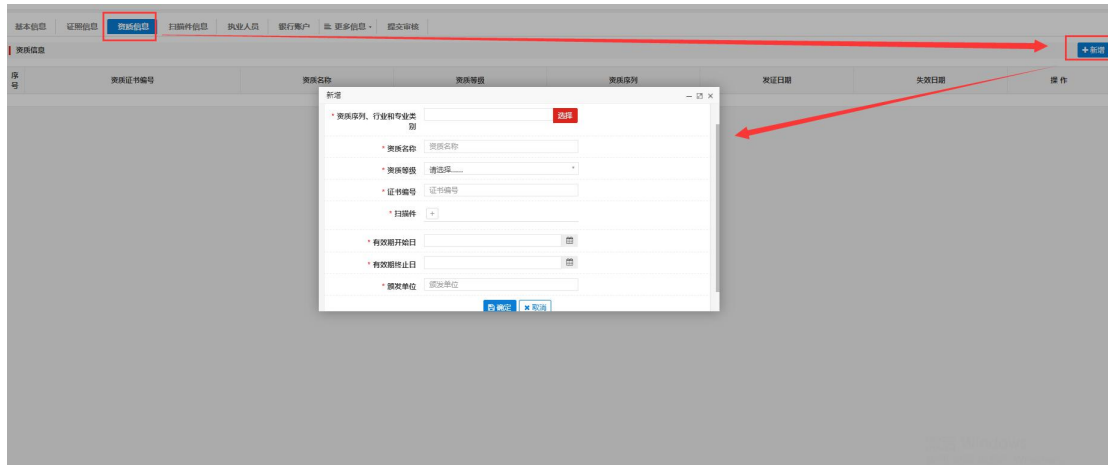 基本信息 证照信息 资质信息 扫描件信息 执业人员 银行账户 更多信息 提交审核
资质信息
+ 新增
序号 资质证书编号 资质名称 资质等级 资质序列 发证日期 失效日期 操作
新增
* 资质序列、行业和专业类
别
选择
* 资质名称 资质名称
* 资质等级 请选择......
* 证书编号 证书编号
* 扫描件 +
* 有效期开始日
* 有效期终止日
* 颁发单位 颁发单位
确定 取消